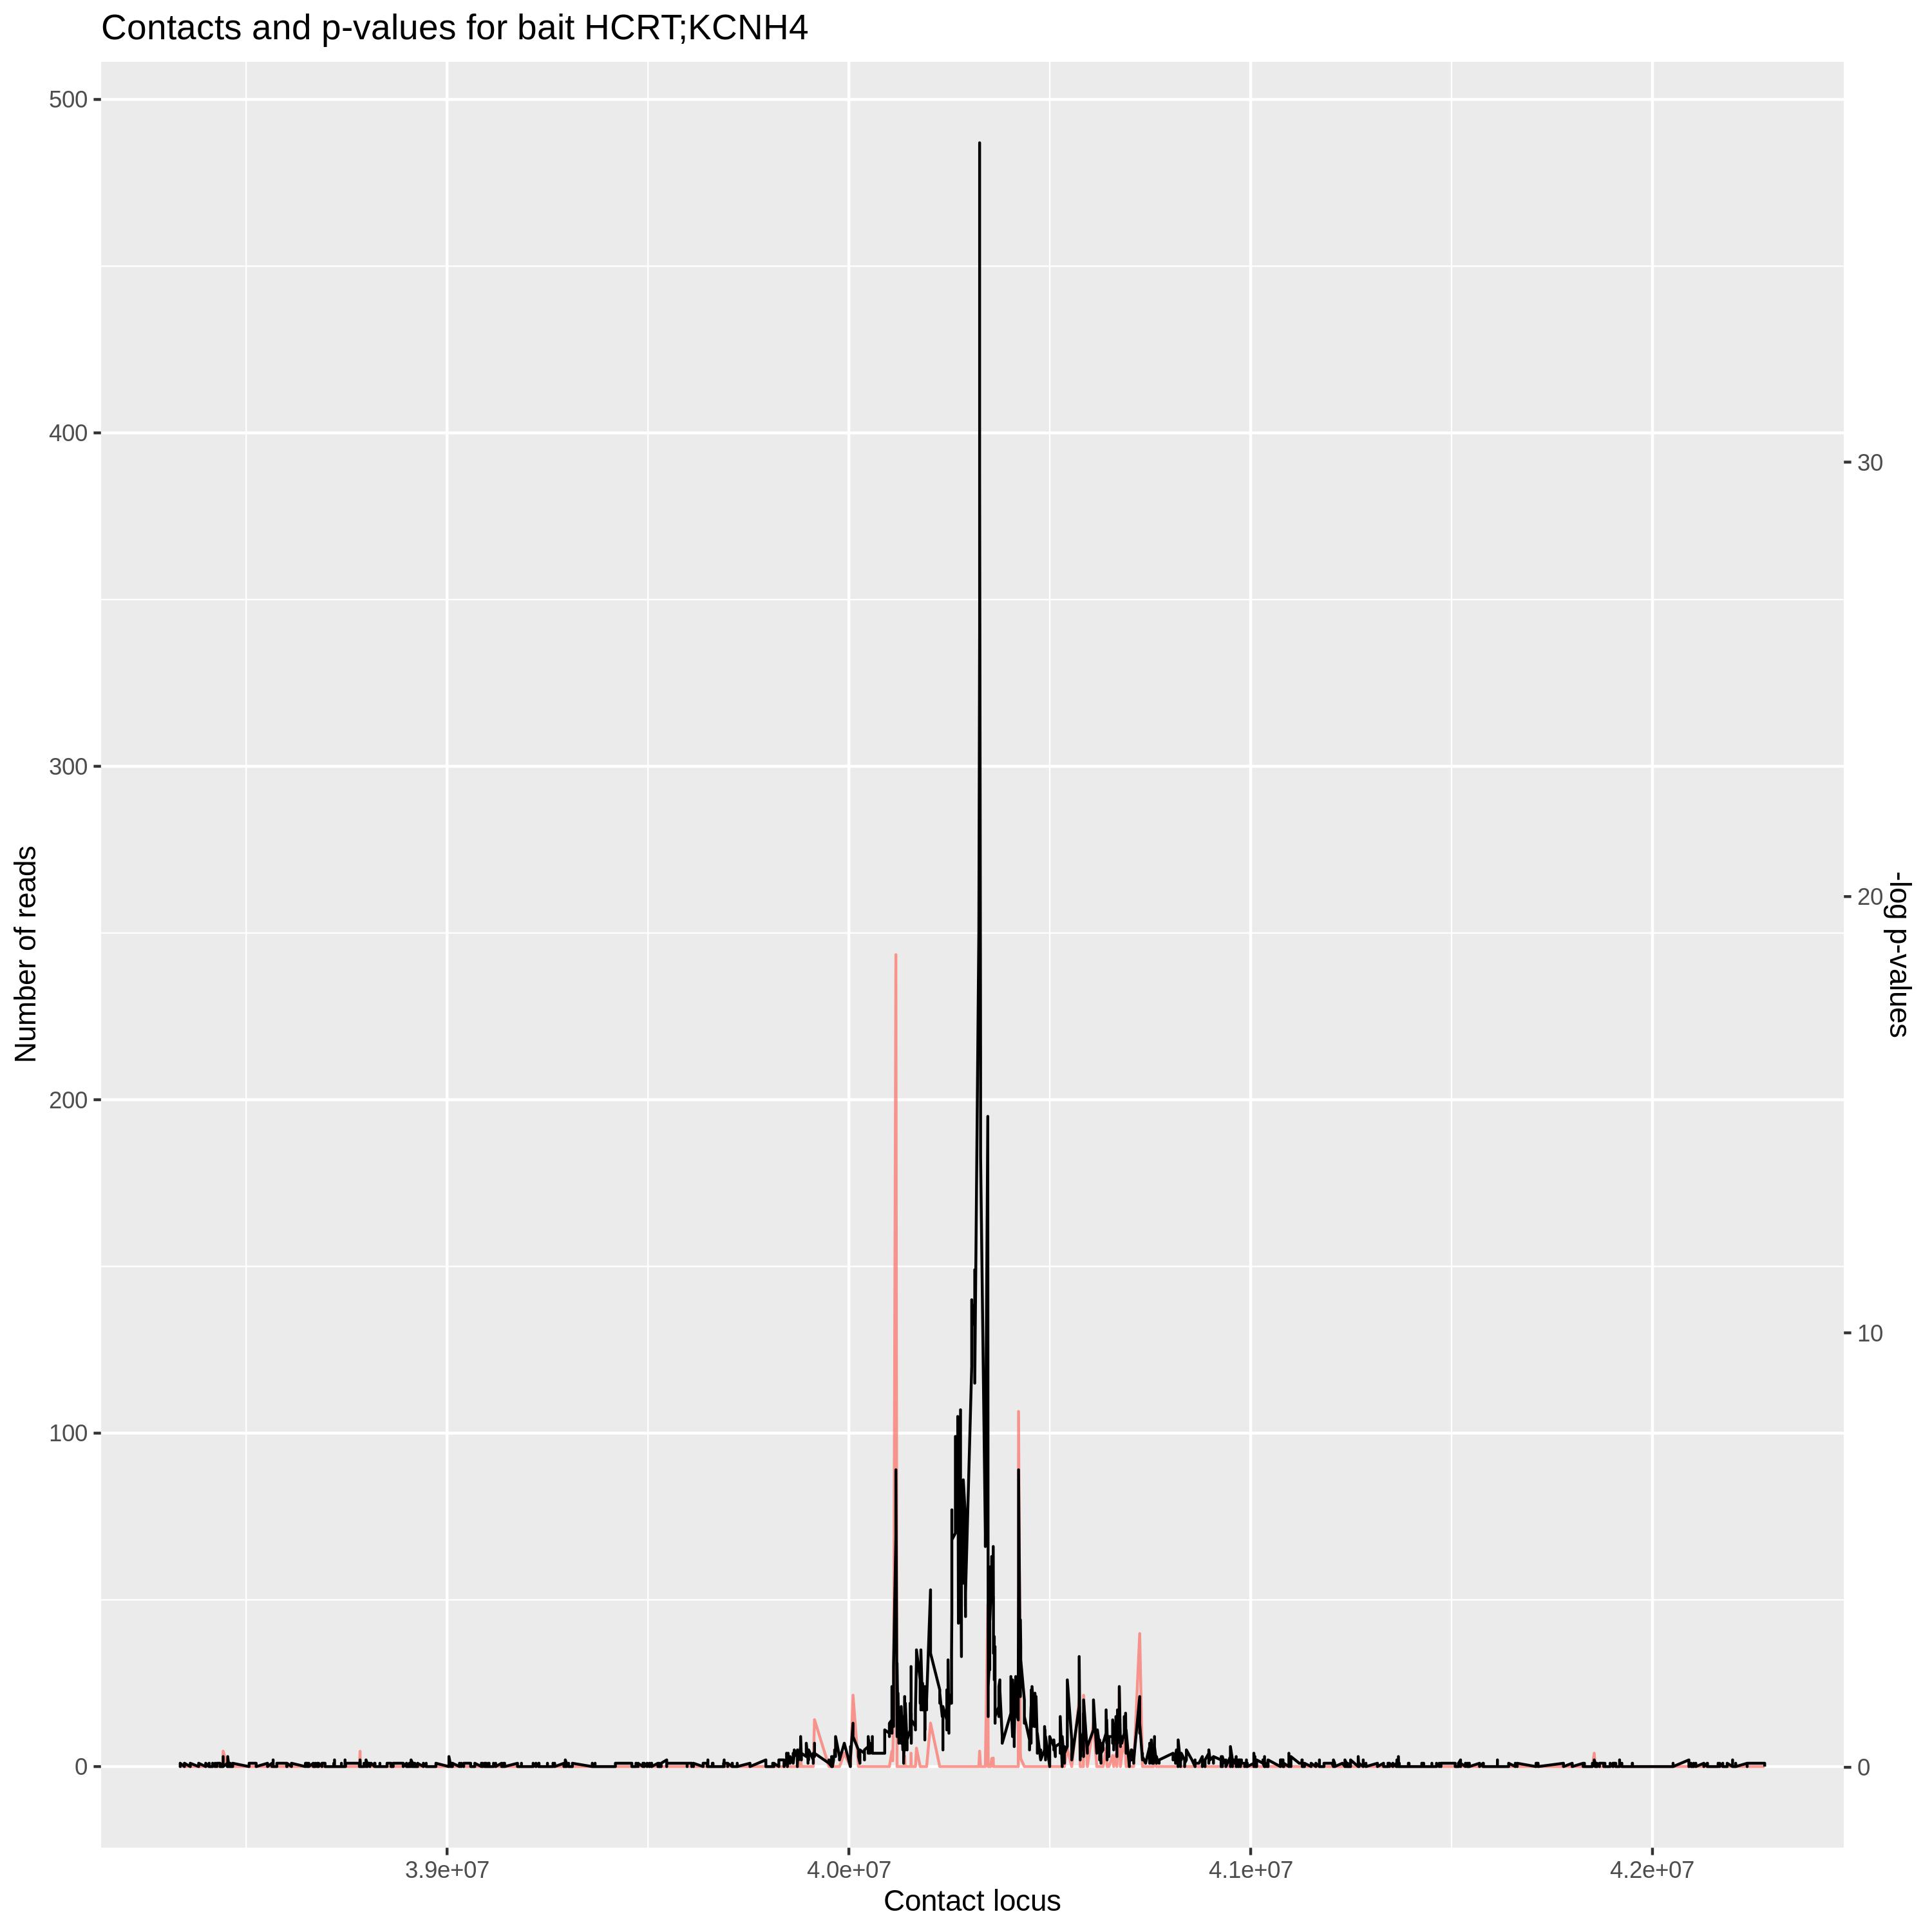 Contacts and p-values for bait HCRT;KCNH4
500
400
300
200
100
0
Number of reads
30
20
10
0
-log p-values
3.9e+07
4.0e+07
4.1e+07
4.2e+07
Contact locus